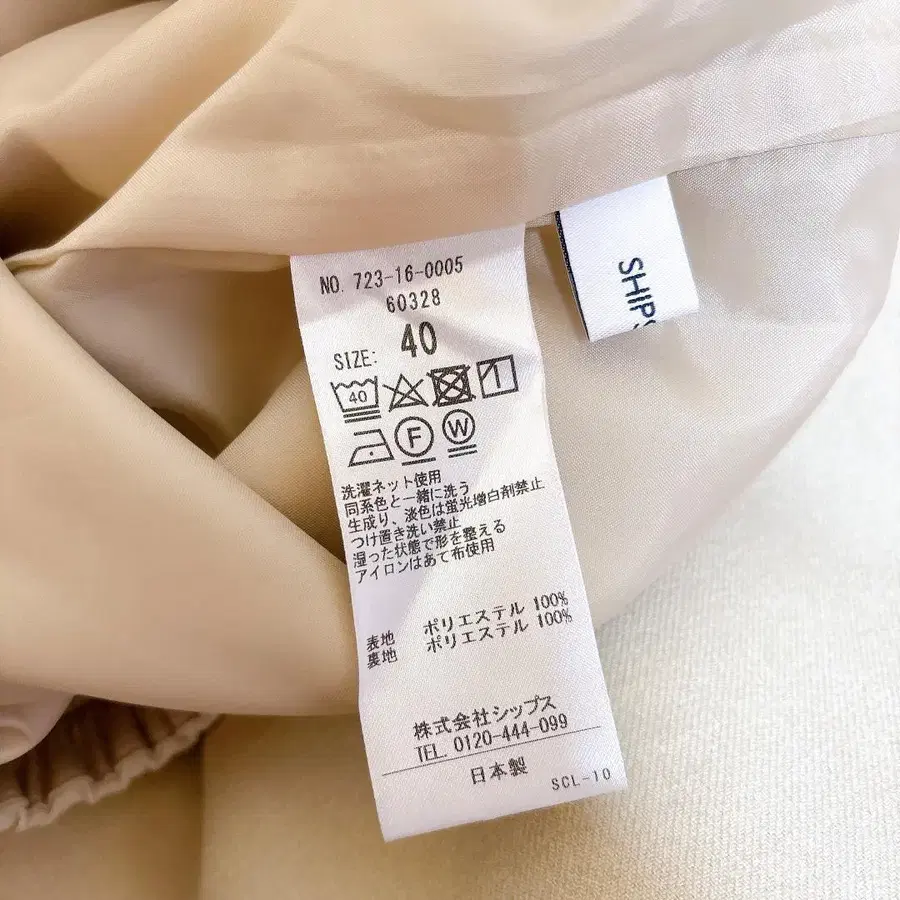 NO. 723-16-0005
60328
SIZE: 40
40
F W
洗濯ネット使用
同系色と一緒に洗う
生成り、淡色は蛍光増白剤禁止
つけ置き洗い禁止
湿った状態で形を整える
アイロンはあて布使用
表地 ポリエステル 100%
裏地 ポリエステル 100%
株式会社シップス
TEL. 0120-444-099
日本製
SCL-10
SHIPS